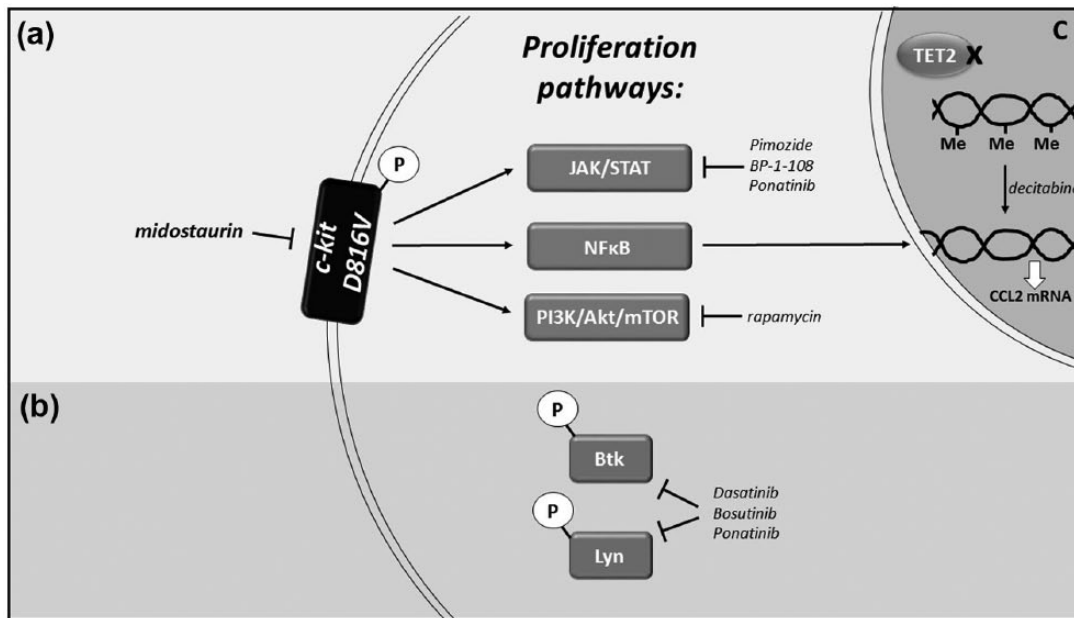 (a)
Proliferation
pathways:
C
TET2 X
Me Me Me
P
JAK/STAT
Pimozide
BP-1-108
Ponatinib
decitabine
midostaurin
c-kit
D816V
NFκB
CCL2 mRNA
PI3K/Akt/mTOR
rapamycin
(b)
P
Btk
Dasatinib
Bosutinib
Ponatinib
P
Lyn